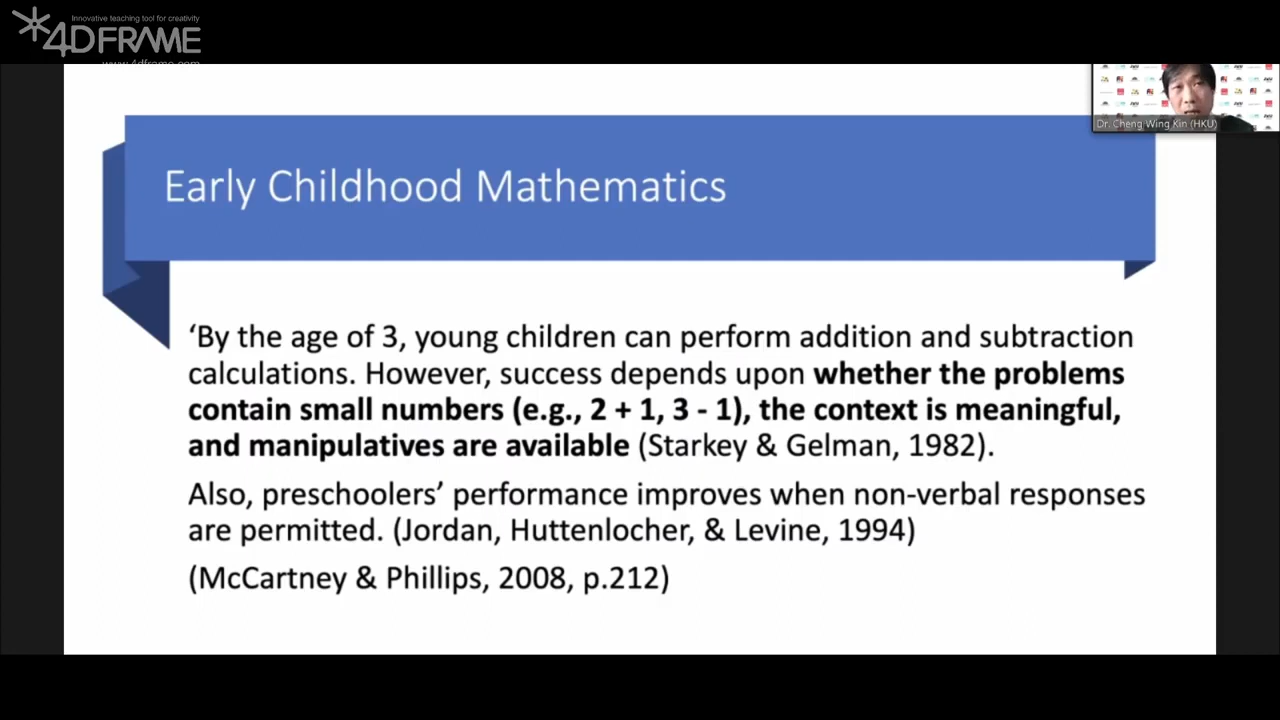 Innovative teaching tool for creativity
4DFRAME
www.4dframe.com
Dr. Cheng Wing Kin (HKU)
Early Childhood Mathematics
‘By the age of 3, young children can perform addition and subtraction
calculations. However, success depends upon whether the problems
contain small numbers (e.g., 2 + 1, 3 - 1), the context is meaningful,
and manipulatives are available (Starkey & Gelman, 1982).
Also, preschoolers’ performance improves when non-verbal responses
are permitted. (Jordan, Huttenlocher, & Levine, 1994)
(McCartney & Phillips, 2008, p.212)